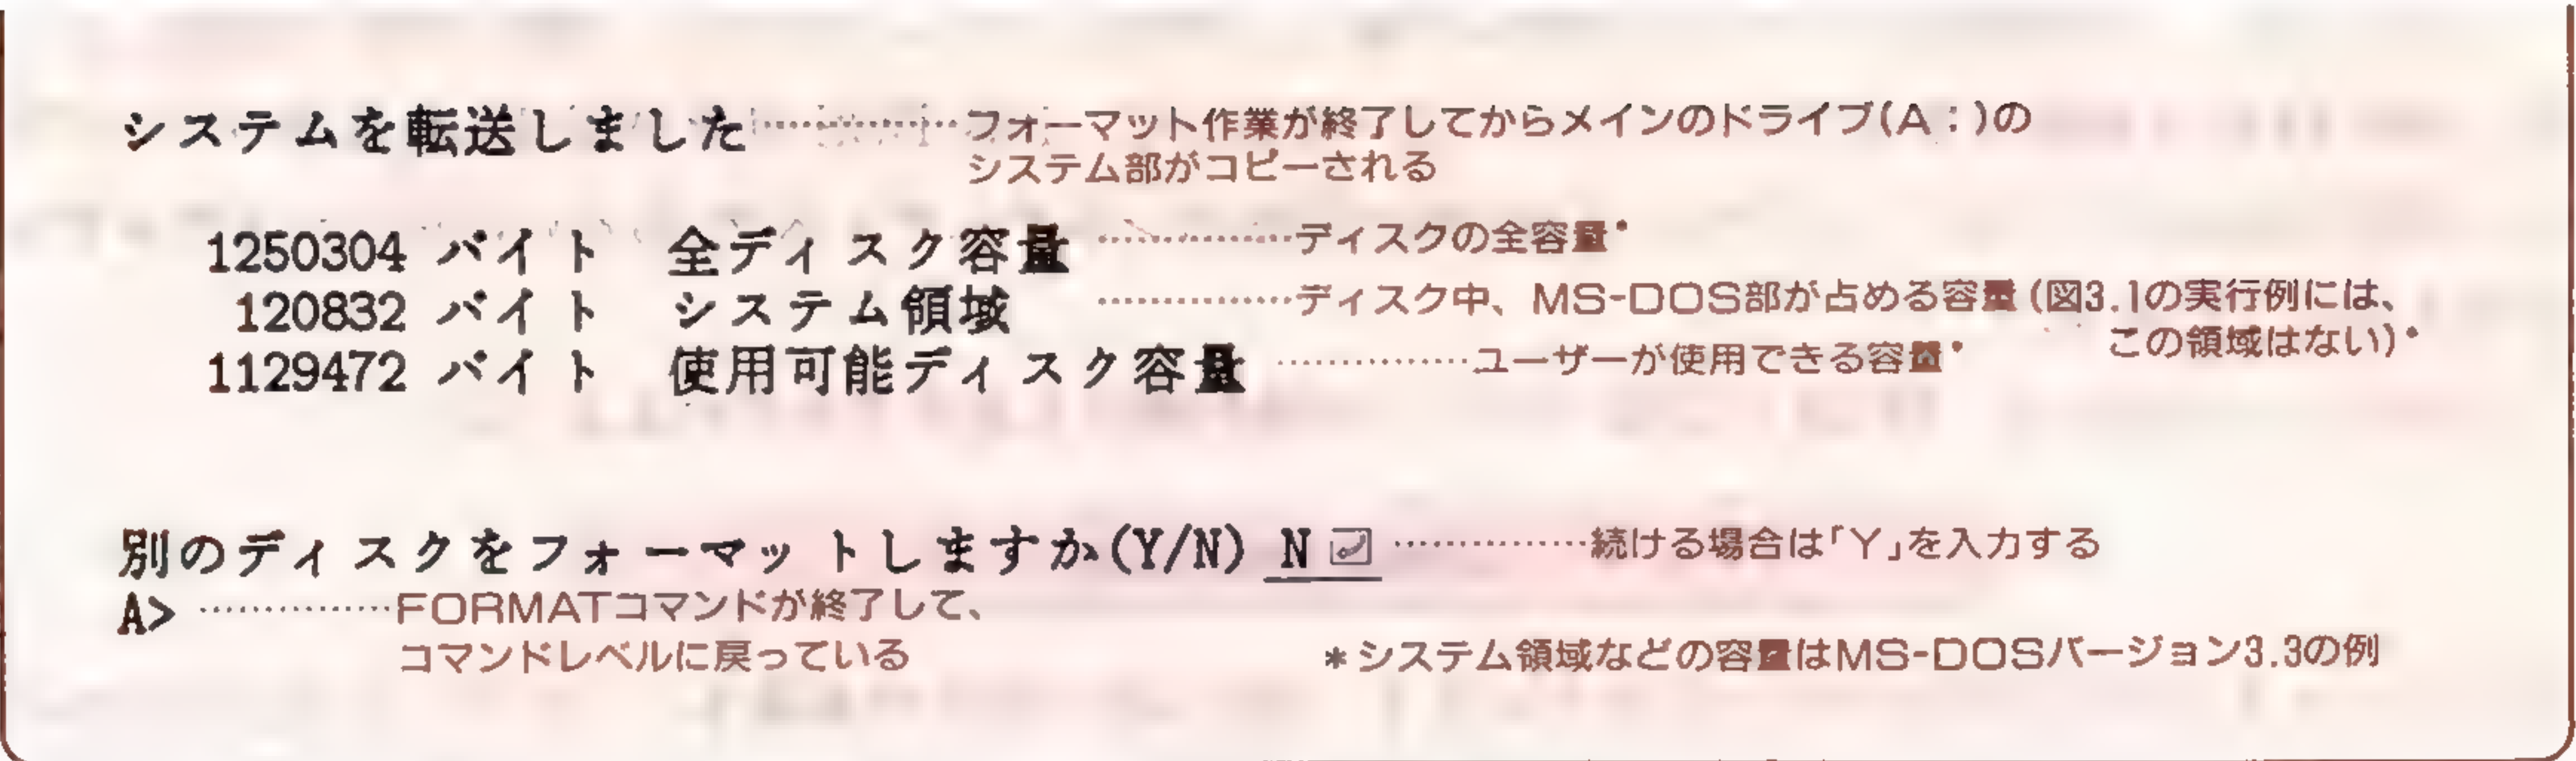 システムを転送しました…………フォーマット作業が終了してからメインのドライブ(A：)の
システム部がコピーされる
1250304 バイト 全ディスク容量 …………ディスクの全容量*
120832 バイト システム領域 …………ディスク中、MS-DOS部が占める容量(図3.1の実行例には、
この領域はない)*
1129472 バイト 使用可能ディスク容量 …………ユーザーが使用できる容量*
別のディスクをフォーマットしますか(Y/N) N …………続ける場合は「Y」を入力する
A> …………FORMATコマンドが終了して、
コマンドレベルに戻っている
*システム領域などの容量はMS-DOSバージョン3.3の例